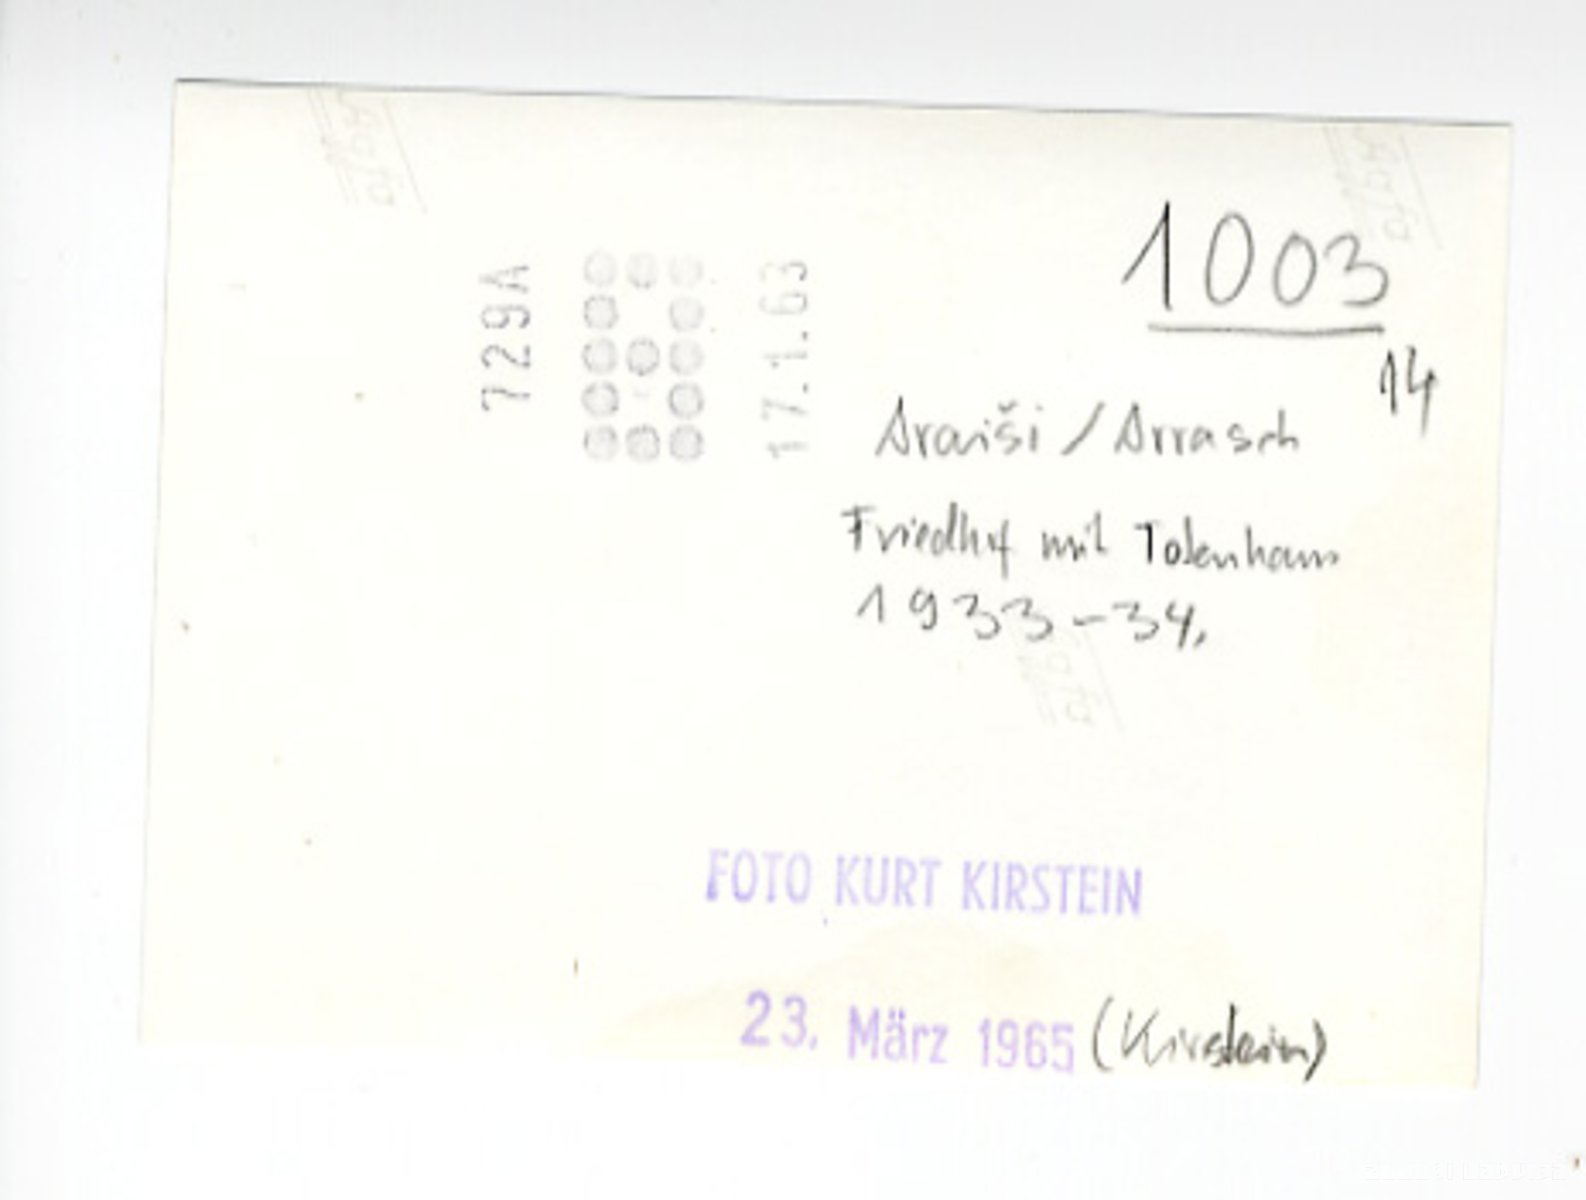 1003
14
729A
17.1.63
Āraiši / Arrasch
Friedhof mit Totenhaus
1933-34.
FOTO KURT KIRSTEIN
23. März 1965 (Kirstein)